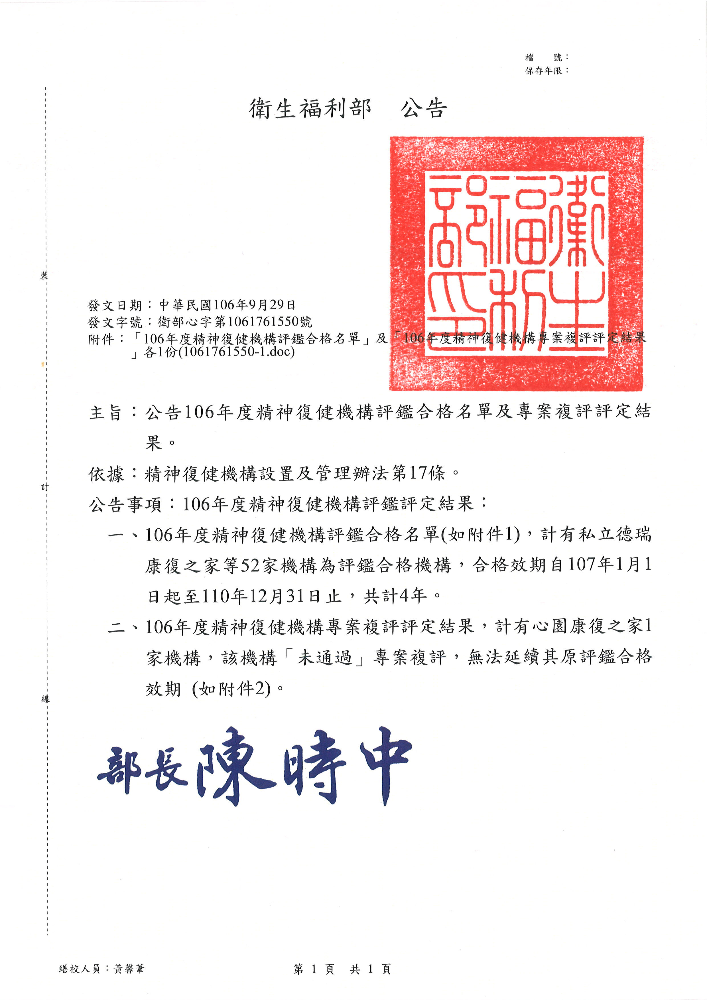 檔　　號：
保存年限：
衛生福利部　公告
衛生福利部印
發文日期：中華民國106年9月29日
發文字號：衛部心字第1061761550號
附件：「106年度精神復健機構評鑑合格名單」及「106年度精神復健機構專案複評評定結果
」各1份(1061761550-1.doc)
主旨：公告106年度精神復健機構評鑑合格名單及專案複評評定結
果。
依據：精神復健機構設置及管理辦法第17條。
公告事項：106年度精神復健機構評鑑評定結果：
一、106年度精神復健機構評鑑合格名單(如附件1)，計有私立德瑞
康復之家等52家機構為評鑑合格機構，合格效期自107年1月1
日起至110年12月31日止，共計4年。
二、106年度精神復健機構專案複評評定結果，計有心園康復之家1
家機構，該機構「未通過」專案複評，無法延續其原評鑑合格
效期 (如附件2)。
部長陳時中
裝
訂
線
繕校人員：黃馨葦
第 1 頁　共 1 頁